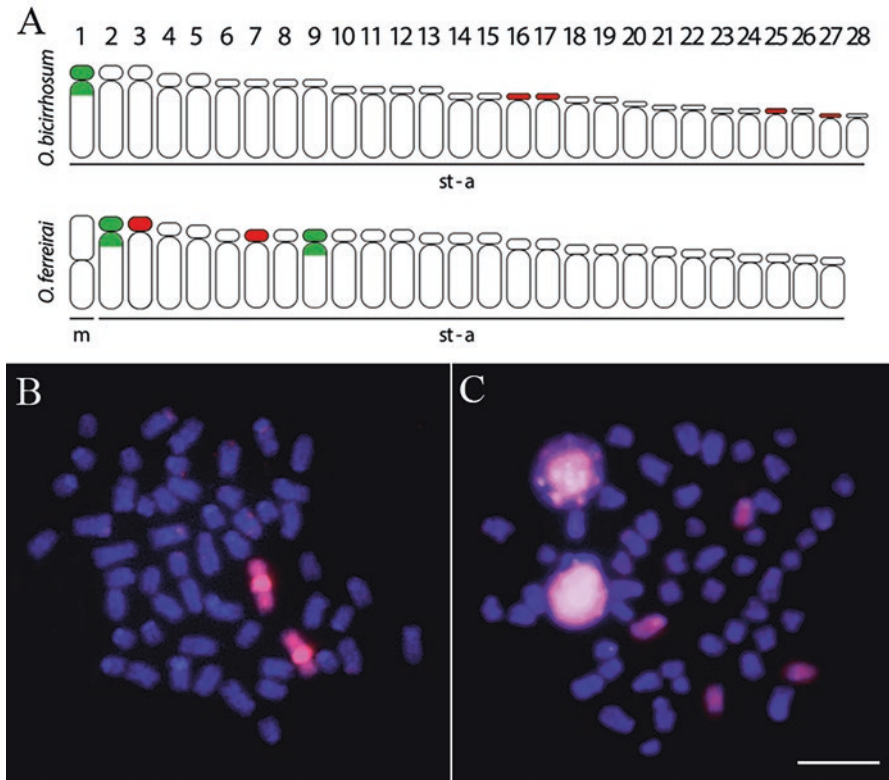 A
1 2 3 4 5 6 7 8 9 10 11 12 13 14 15 16 17 18 19 20 21 22 23 24 25 26 27 28
O. bicirrhosum
st-a
O. ferreirai
m st-a
B C